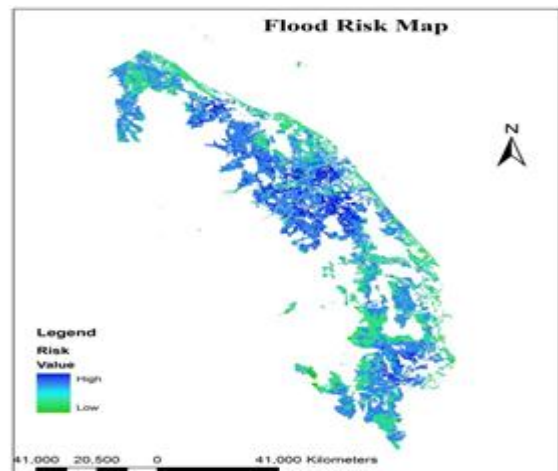 Flood Risk Map
N
Legend
Risk
Value
High
Low
41,000 20,500 0 41,000 Kilometers